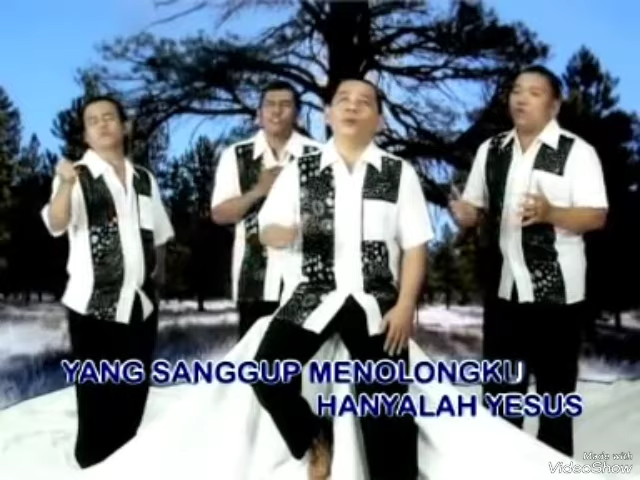 YANG SANGGUP MENOLONGKU
HANYALAH YESUS
Made with
VideoShow